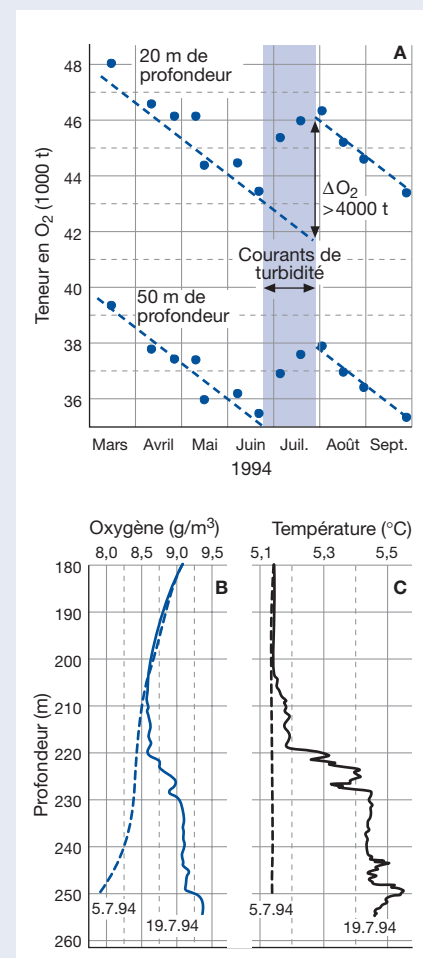 A
Teneur en O₂ (1000 t)
48
46
44
42
40
38
36
20 m de
profondeur
ΔO₂
>4000 t
Courants de
turbidité
50 m de
profondeur
Mars Avril Mai Juin Juil. Août Sept.
1994
Oxygène (g/m³)
8,0 8,5 9,0 9,5
B
Profondeur (m)
180
190
200
210
220
230
240
250
260
5.7.94
19.7.94
Température (°C)
5,1 5,3 5,5
C
5.7.94
19.7.94